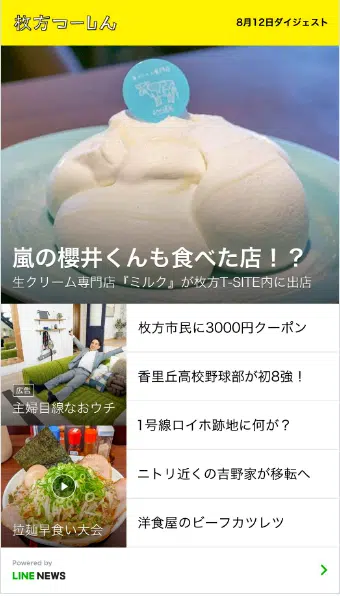 枚方つーしん
8月12日ダイジェスト
嵐の櫻井くんも食べた店！？
生クリーム専門店『ミルク』が枚方T-SITE内に出店
枚方市民に3000円クーポン
香里丘高校野球部が初8強！
広告
主婦目線なおウチ
1号線ロイホ跡地に何が？
ニトリ近くの吉野家が移転へ
拉麺早食い大会
洋食屋のビーフカツレツ
Powered by
LINE NEWS